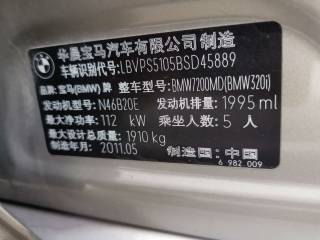 华晨宝马汽车有限公司 制造
车辆识别代号:LBVPS5105BSD45889
品牌:宝马(BMW) 牌 整车型号:BMW7200MD(BMW320i)
发动机型号: N46B20E 发动机排量:1995 ml
最大净功率: 112 kW 乘坐人数: 5 人
最大总质量: 1910 kg
制造年月: 2011.05 制造国:中国
6 982 009